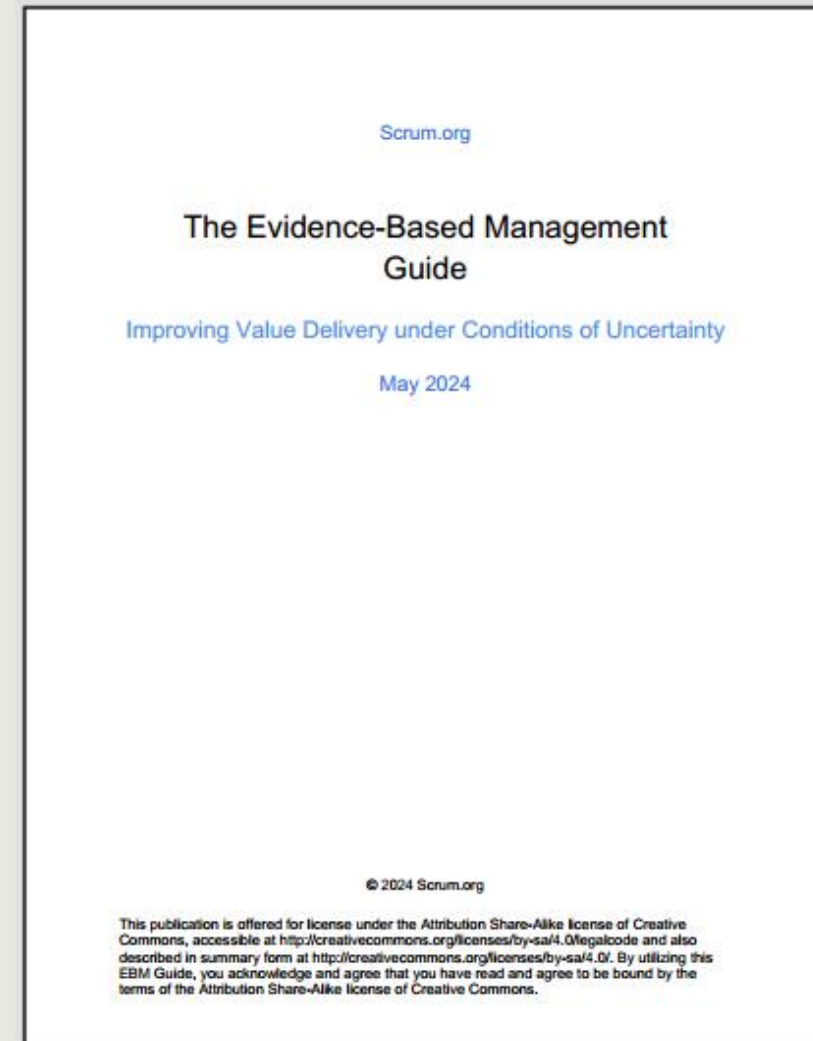 Scrum.org
The Evidence-Based Management
Guide
Improving Value Delivery under Conditions of Uncertainty
May 2024
© 2024 Scrum.org
This publication is offered for license under the Attribution Share-Alike license of Creative
Commons, accessible at http://creativecommons.org/licenses/by-sa/4.0/legalcode and also
described in summary form at http://creativecommons.org/licenses/by-sa/4.0/. By utilizing this
EBM Guide, you acknowledge and agree that you have read and agree to be bound by the
terms of the Attribution Share-Alike license of Creative Commons.